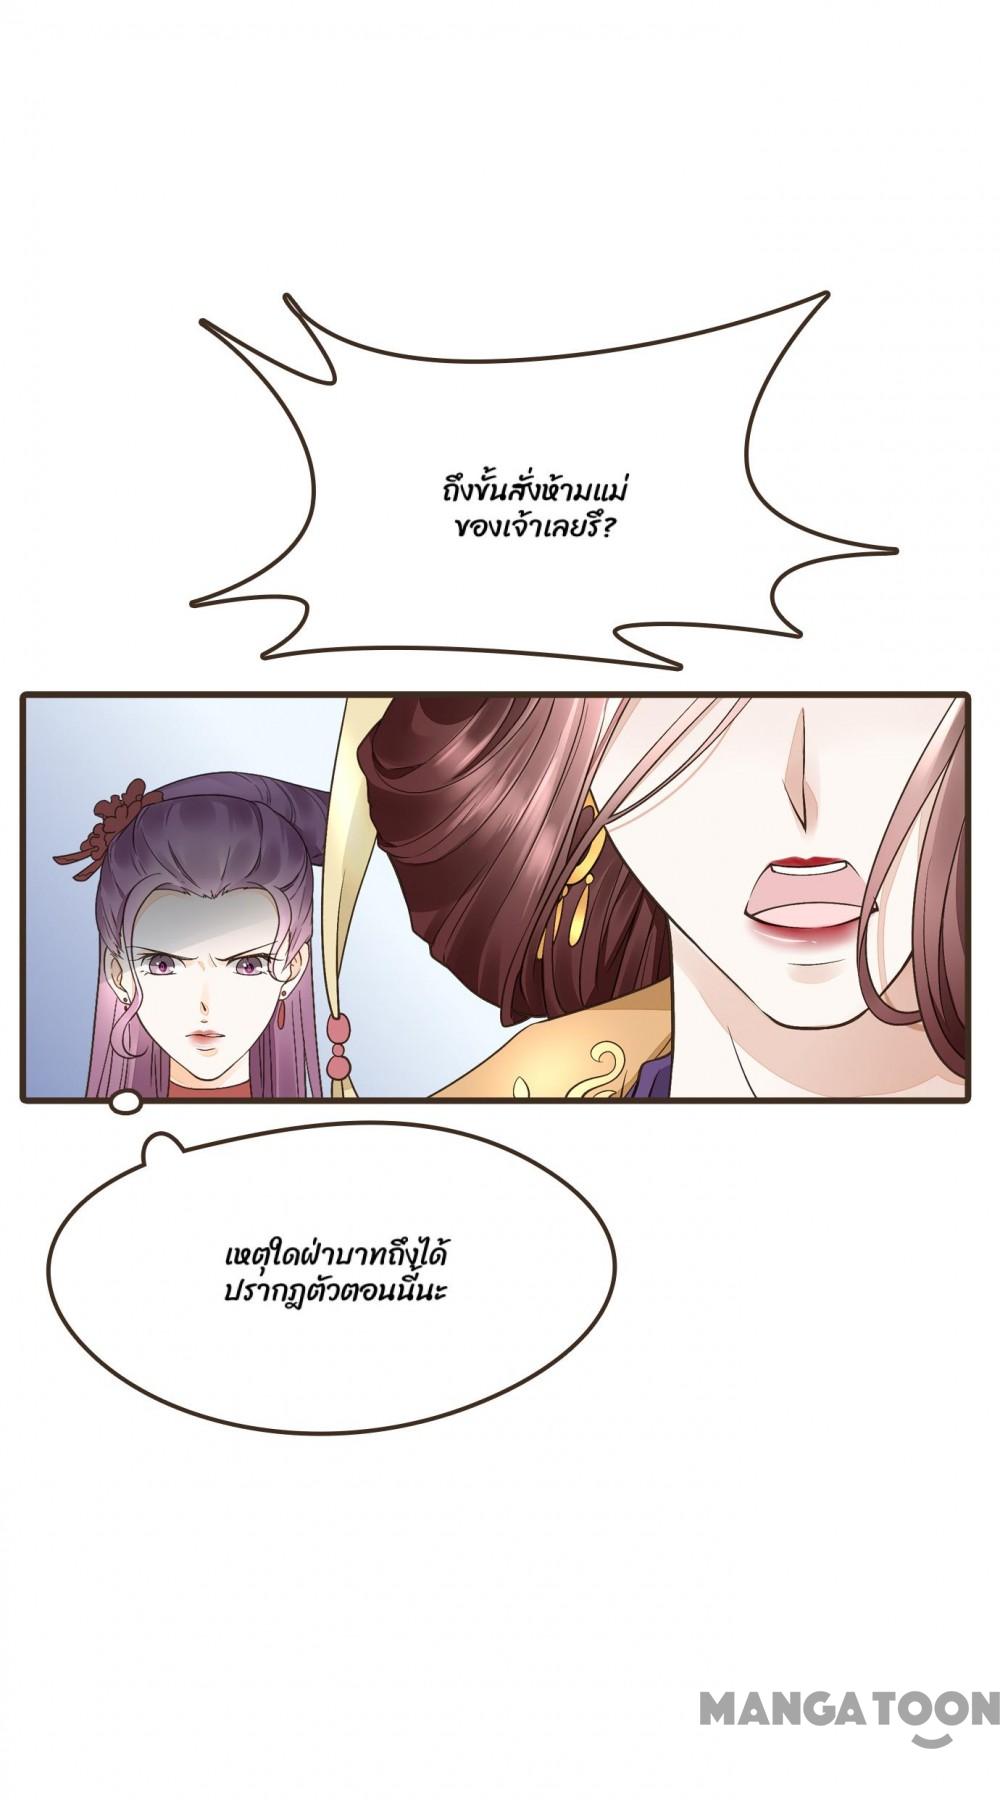 ถึงขั้นสั่งห้ามแม่
ของเจ้าเลยรึ?
เหตุใดฝ่าบาทถึงได้
ปรากฎตัวตอนนี้นะ
MANGATOON